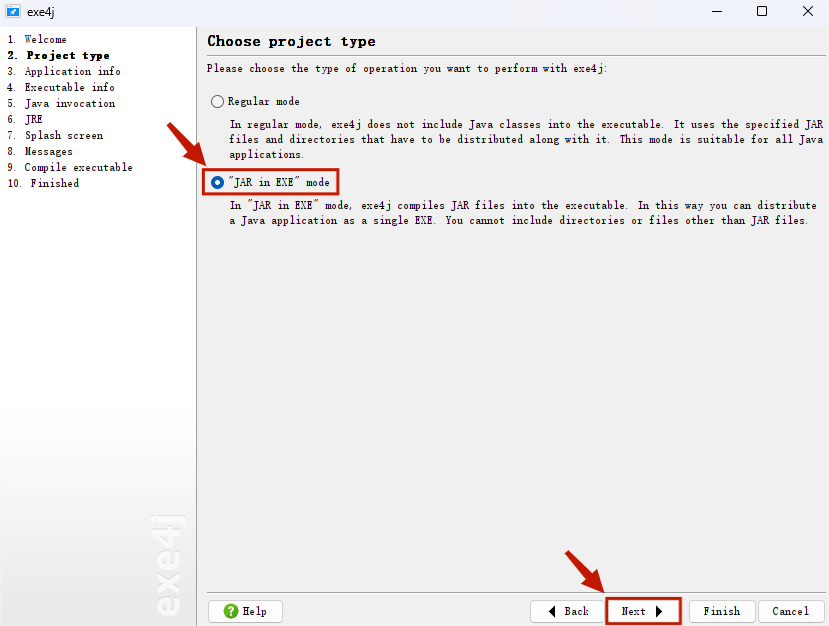 exe4j
1. Welcome
2. Project type
3. Application info
4. Executable info
5. Java invocation
6. JRE
7. Splash screen
8. Messages
9. Compile executable
10. Finished
exe4j
Choose project type
Please choose the type of operation you want to perform with exe4j:
Regular mode
In regular mode, exe4j does not include Java classes into the executable. It uses the specified JAR
files and directories that have to be distributed along with it. This mode is suitable for all Java
applications.
"JAR in EXE" mode
In "JAR in EXE" mode, exe4j compiles JAR files into the executable. In this way you can distribute
a Java application as a single EXE. You cannot include directories or files other than JAR files.
Help
Back
Next
Finish
Cancel